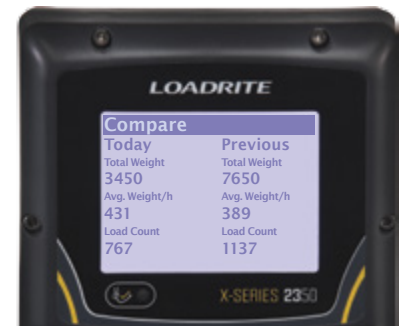 LOADRITE
Compare
Today Previous
Total Weight Total Weight
3450 7650
Avg. Weight/h Avg. Weight/h
431 389
Load Count Load Count
767 1137
X-SERIES 2350